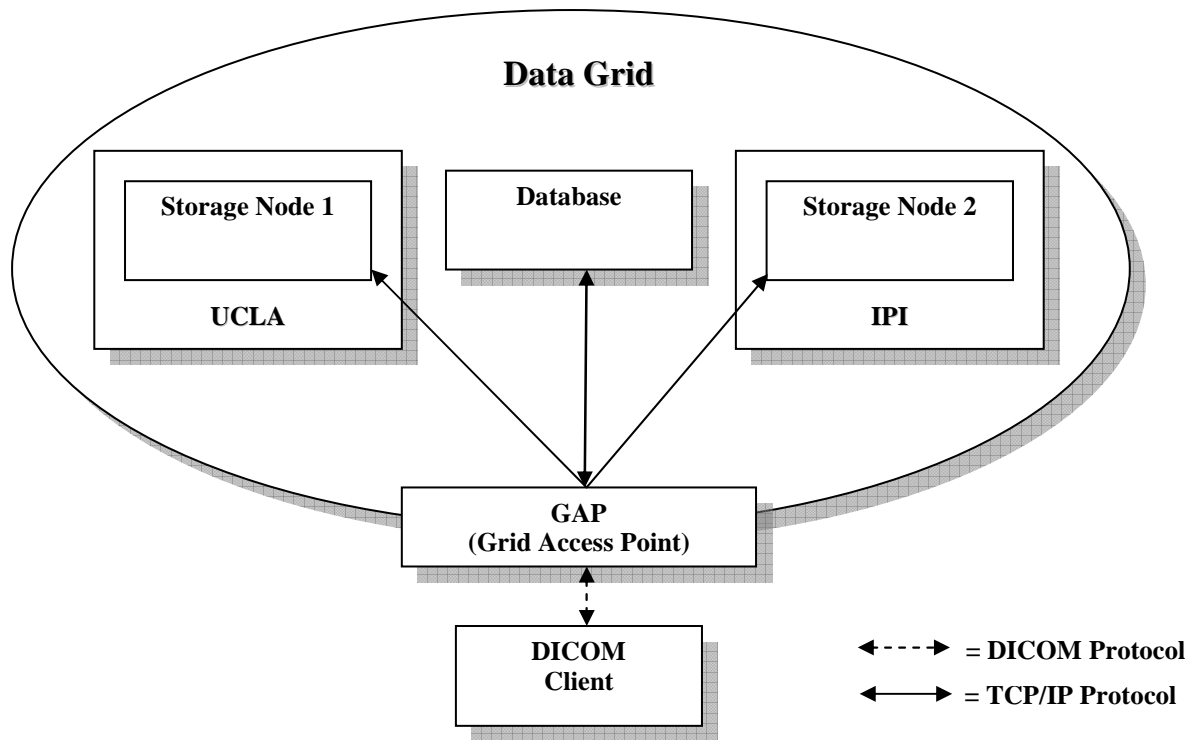 Data Grid
Storage Node 1
Database
Storage Node 2
UCLA
IPI
GAP
(Grid Access Point)
DICOM
Client
= DICOM Protocol
= TCP/IP Protocol